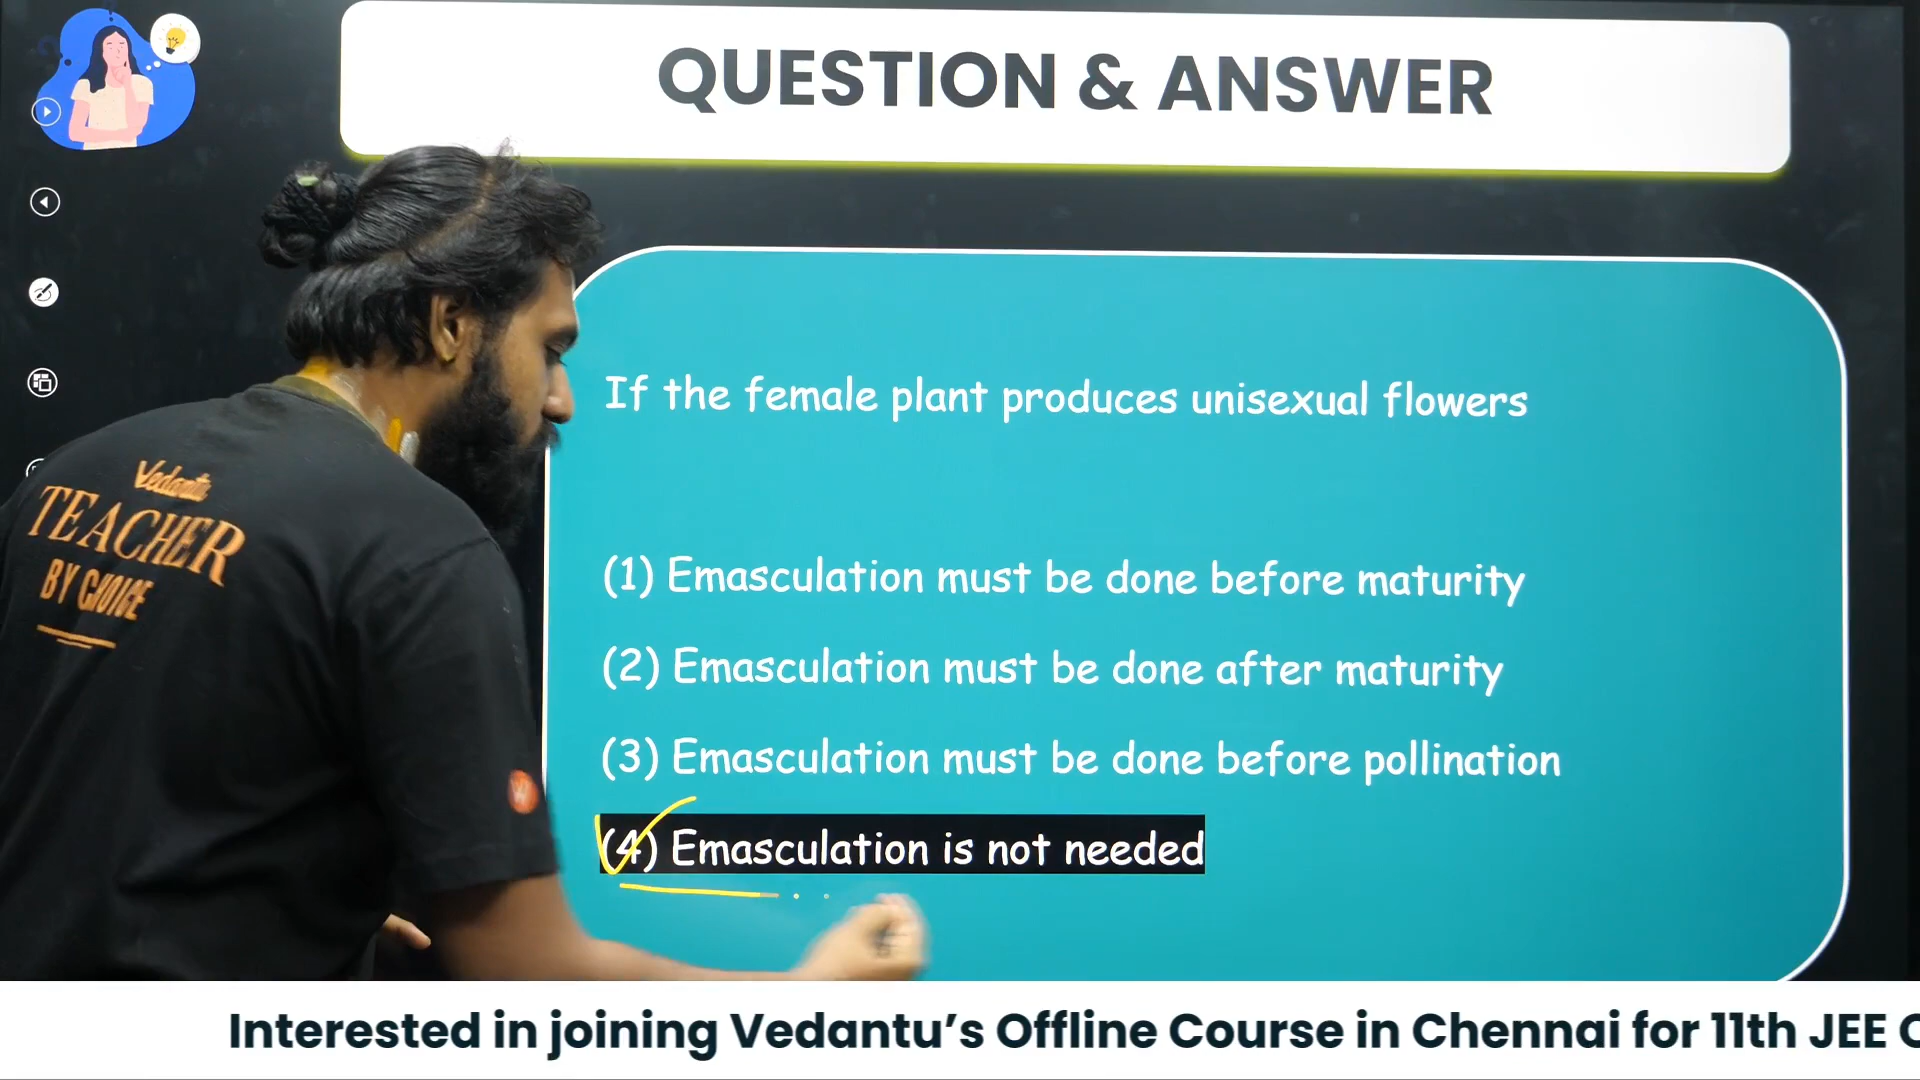 QUESTION & ANSWER
If the female plant produces unisexual flowers
(1) Emasculation must be done before maturity
(2) Emasculation must be done after maturity
(3) Emasculation must be done before pollination
(4) Emasculation is not needed
Vedantu
TEACHER
BY CHOICE
Interested in joining Vedantu’s Offline Course in Chennai for 11th JEE